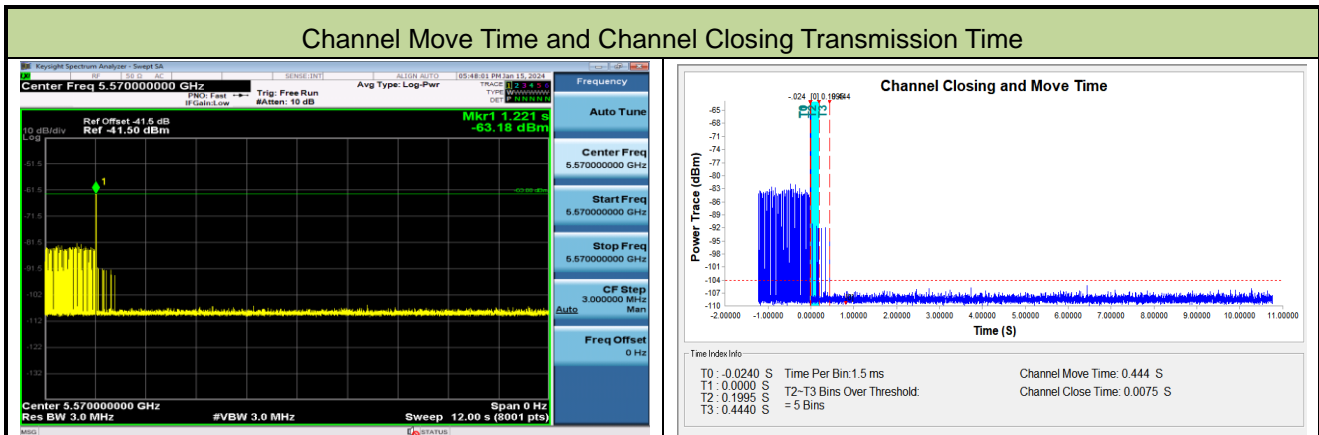 Channel Move Time and Channel Closing Transmission Time
Keysight Spectrum Analyzer - Swept SA
RF 50 Ω AC SENSE:INT ALIGN AUTO 05:48:01 PM Jan 15, 2024
Center Freq 5.570000000 GHz
PNO: Fast
IFGain:Low
Trig: Free Run
#Atten: 10 dB
Avg Type: Log-Pwr
TRACE 1 2 3 4 5
TYPE
DET P N N N N N
Ref Offset -41.5 dB
10 dB/div Ref -41.50 dBm
Log
Mkr1 1.221 s
-63.18 dBm
1
-51.5
-61.5
-71.5
-81.5
-91.5
-102
-112
-122
-132
Center 5.570000000 GHz Span 0 Hz
Res BW 3.0 MHz #VBW 3.0 MHz Sweep 12.00 s (8001 pts)
MSG STATUS
Frequency
Auto Tune
Center Freq
5.570000000 GHz
Start Freq
5.570000000 GHz
Stop Freq
5.570000000 GHz
CF Step
3.000000 MHz
Auto Man
Freq Offset
0 Hz
Channel Closing and Move Time
-.024 [0]
T2 T3
Power Trace (dBm)
-65
-68
-71
-74
-77
-80
-83
-86
-89
-92
-95
-98
-101
-104
-107
-110
-2.00000 -1.00000 0.00000 1.00000 2.00000 3.00000 4.00000 5.00000 6.00000 7.00000 8.00000 9.00000 10.00000 11.00000
Time (S)
Time Index Info
T0 : -0.0240 S Time Per Bin:1.5 ms Channel Move Time: 0.444 S
T1 : 0.0000 S T2~T3 Bins Over Threshold: Channel Close Time: 0.0075 S
T2 : 0.1995 S = 5 Bins
T3 : 0.4440 S